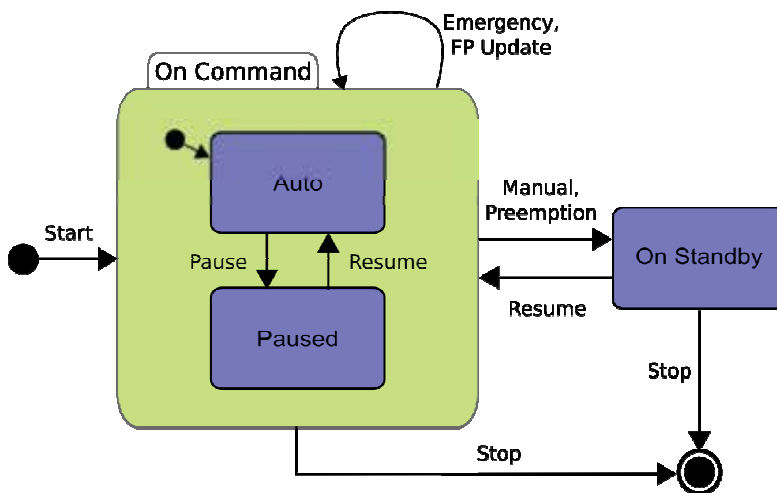 Emergency,
FP Update
On Command
Auto
Manual,
Preemption
Start
Pause
Resume
On Standby
Resume
Paused
Stop
Stop